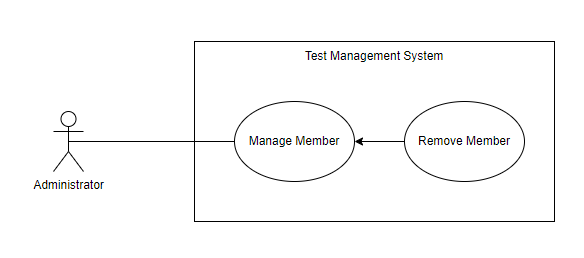 Test Management System
Manage Member
Remove Member
Administrator